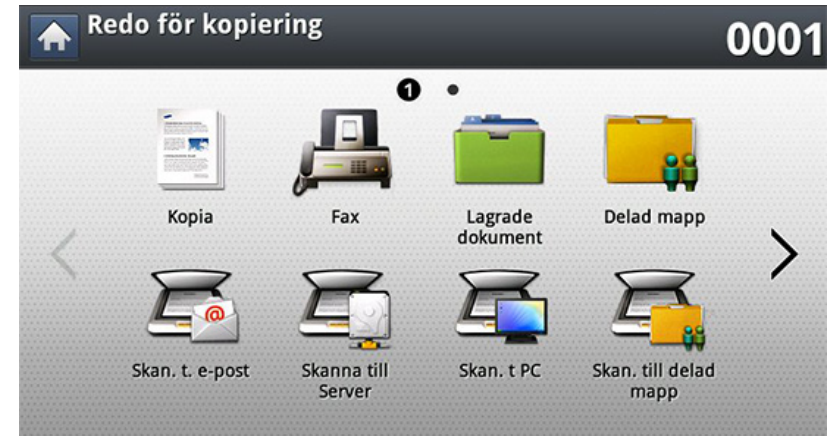 Redo för kopiering
0001
1
Kopia
Fax
Lagrade
dokument
Delad mapp
Skan. t. e-post
Skanna till
Server
Skan. t PC
Skan. till delad
mapp